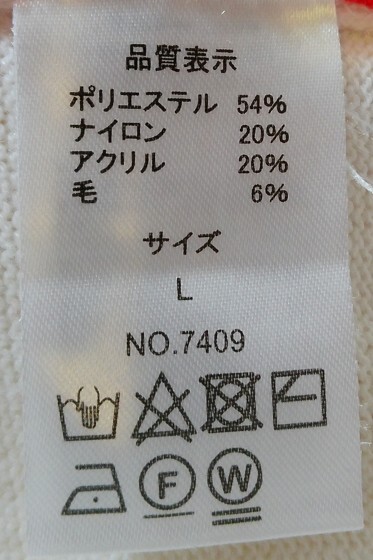 品質表示
ポリエステル 54%
ナイロン 20%
アクリル 20%
毛 6%
サイズ
L
NO.7409
F W